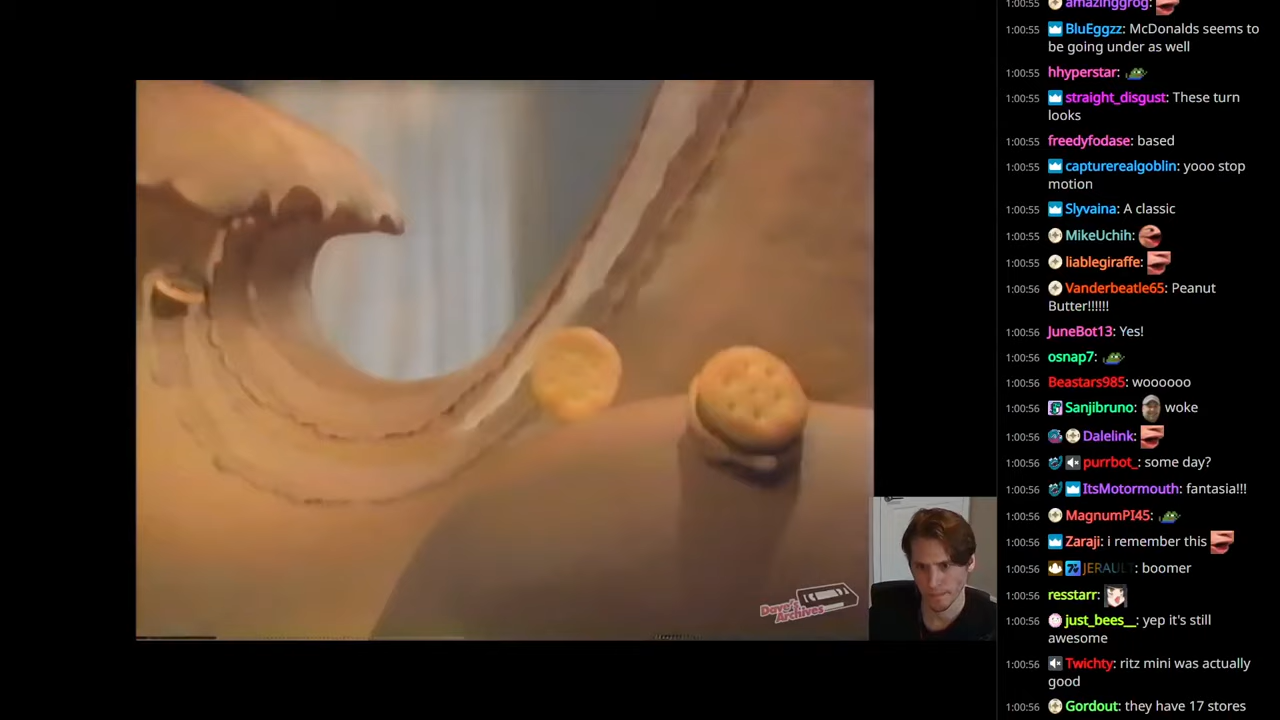 Dave's
Archives
1:00:55 amazinggrog:
1:00:55 BluEggzz: McDonalds seems to
be going under as well
1:00:55 hhyperstar:
1:00:55 straight_disgust: These turn
looks
1:00:55 freedyfodase: based
1:00:55 capturerealgoblin: yooo stop
motion
1:00:55 Slyvaina: A classic
1:00:55 MikeUchih:
1:00:55 liablegiraffe:
1:00:56 Vanderbeatle65: Peanut
Butter!!!!!!
1:00:56 JuneBot13: Yes!
1:00:56 osnap7:
1:00:56 Beastars985: woooooo
1:00:56 Sanjibruno: woke
1:00:56 Dalelink:
1:00:56 purrbot_: some day?
1:00:56 ItsMotormouth: fantasia!!!
1:00:56 MagnumPI45:
1:00:56 Zaraji: i remember this
1:00:56 JERAULT: boomer
1:00:56 resstarr:
1:00:56 just_bees__: yep it's still
awesome
1:00:56 Twichty: ritz mini was actually
good
1:00:56 Gordout: they have 17 stores